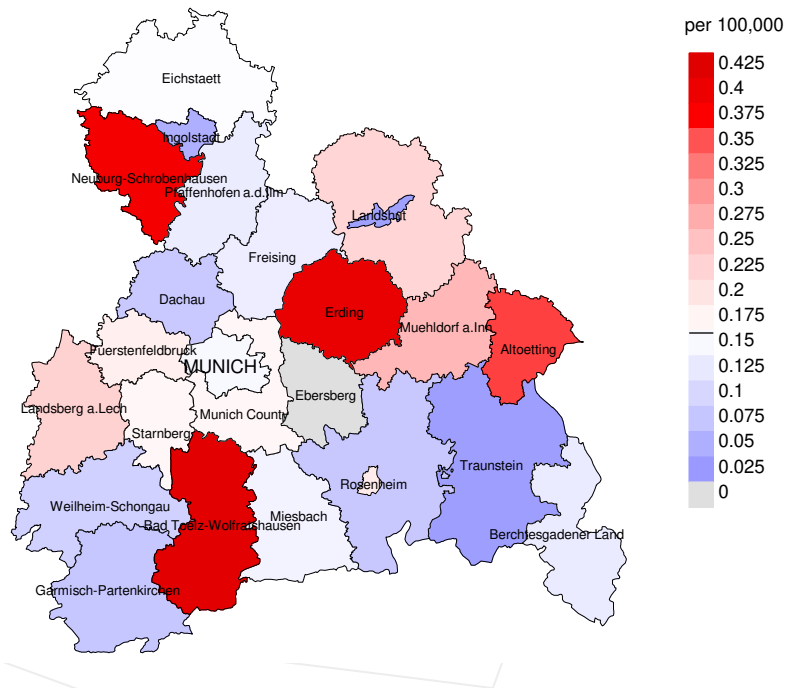 per 100,000
0.425
0.4
0.375
0.35
0.325
0.3
0.275
0.25
0.225
0.2
0.175
0.15
0.125
0.1
0.075
0.05
0.025
0
Eichstaett
Ingolstadt
Neuburg-Schrobenhausen
Pfaffenhofen a.d.Ilm
Landshut
Freising
Dachau
Erding
Muehldorf a.Inn
Altoetting
Fuerstenfeldbruck
MUNICH
Ebersberg
Landsberg a.Lech
Munich County
Starnberg
Traunstein
Rosenheim
Weilheim-Schongau
Miesbach
Bad Toelz-Wolfratshausen
Berchtesgadener Land
Garmisch-Partenkirchen